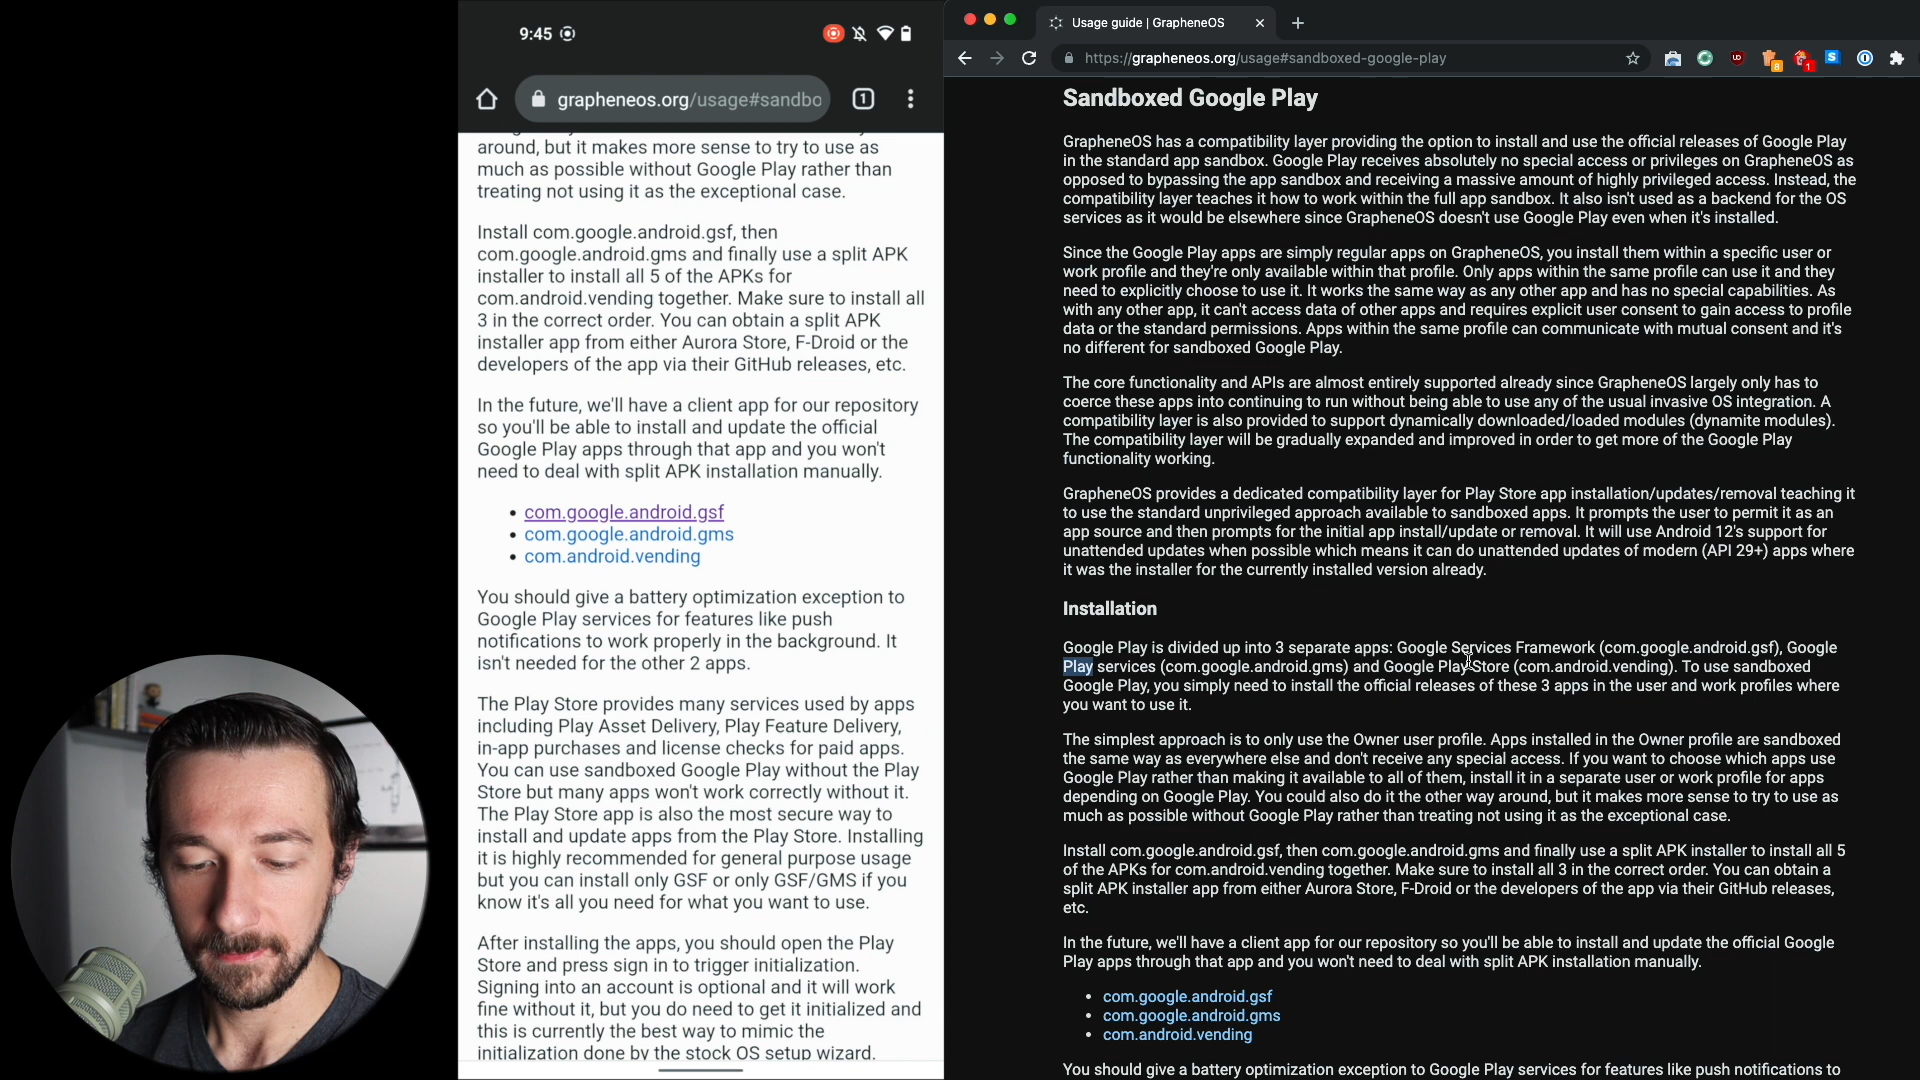 9:45
1
grapheneos.org/usage#sandbo
around, but it makes more sense to try to use as
much as possible without Google Play rather than
treating not using it as the exceptional case.
Install com.google.android.gsf, then
com.google.android.gms and finally use a split APK
installer to install all 5 of the APKs for
com.android.vending together. Make sure to install all
3 in the correct order. You can obtain a split APK
installer app from either Aurora Store, F-Droid or the
developers of the app via their GitHub releases, etc.
In the future, we'll have a client app for our repository
so you'll be able to install and update the official
Google Play apps through that app and you won't
need to deal with split APK installation manually.
• com.google.android.gsf
• com.google.android.gms
• com.android.vending
You should give a battery optimization exception to
Google Play services for features like push
notifications to work properly in the background. It
isn't needed for the other 2 apps.
The Play Store provides many services used by apps
including Play Asset Delivery, Play Feature Delivery,
in-app purchases and license checks for paid apps.
You can use sandboxed Google Play without the Play
Store but many apps won't work correctly without it.
The Play Store app is also the most secure way to
install and update apps from the Play Store. Installing
it is highly recommended for general purpose usage
but you can install only GSF or only GSF/GMS if you
know it's all you need for what you want to use.
After installing the apps, you should open the Play
Store and press sign in to trigger initialization.
Signing into an account is optional and it will work
fine without it, but you do need to get it initialized and
this is currently the best way to mimic the
initialization done by the stock OS setup wizard.
Usage guide | GrapheneOS
https://grapheneos.org/usage#sandboxed-google-play
Sandboxed Google Play
GrapheneOS has a compatibility layer providing the option to install and use the official releases of Google Play
in the standard app sandbox. Google Play receives absolutely no special access or privileges on GrapheneOS as
opposed to bypassing the app sandbox and receiving a massive amount of highly privileged access. Instead, the
compatibility layer teaches it how to work within the full app sandbox. It also isn't used as a backend for the OS
services as it would be elsewhere since GrapheneOS doesn't use Google Play even when it's installed.
Since the Google Play apps are simply regular apps on GrapheneOS, you install them within a specific user or
work profile and they're only available within that profile. Only apps within the same profile can use it and they
need to explicitly choose to use it. It works the same way as any other app and has no special capabilities. As
with any other app, it can't access data of other apps and requires explicit user consent to gain access to profile
data or the standard permissions. Apps within the same profile can communicate with mutual consent and it's
no different for sandboxed Google Play.
The core functionality and APIs are almost entirely supported already since GrapheneOS largely only has to
coerce these apps into continuing to run without being able to use any of the usual invasive OS integration. A
compatibility layer is also provided to support dynamically downloaded/loaded modules (dynamite modules).
The compatibility layer will be gradually expanded and improved in order to get more of the Google Play
functionality working.
GrapheneOS provides a dedicated compatibility layer for Play Store app installation/updates/removal teaching it
to use the standard unprivileged approach available to sandboxed apps. It prompts the user to permit it as an
app source and then prompts for the initial app install/update or removal. It will use Android 12's support for
unattended updates when possible which means it can do unattended updates of modern (API 29+) apps where
it was the installer for the currently installed version already.
Installation
Google Play is divided up into 3 separate apps: Google Services Framework (com.google.android.gsf), Google
Play services (com.google.android.gms) and Google Play Store (com.android.vending). To use sandboxed
Google Play, you simply need to install the official releases of these 3 apps in the user and work profiles where
you want to use it.
The simplest approach is to only use the Owner user profile. Apps installed in the Owner profile are sandboxed
the same way as everywhere else and don't receive any special access. If you want to choose which apps use
Google Play rather than making it available to all of them, install it in a separate user or work profile for apps
depending on Google Play. You could also do it the other way around, but it makes more sense to try to use as
much as possible without Google Play rather than treating not using it as the exceptional case.
Install com.google.android.gsf, then com.google.android.gms and finally use a split APK installer to install all 5
of the APKs for com.android.vending together. Make sure to install all 3 in the correct order. You can obtain a
split APK installer app from either Aurora Store, F-Droid or the developers of the app via their GitHub releases,
etc.
In the future, we'll have a client app for our repository so you'll be able to install and update the official Google
Play apps through that app and you won't need to deal with split APK installation manually.
• com.google.android.gsf
• com.google.android.gms
• com.android.vending
You should give a battery optimization exception to Google Play services for features like push notifications to